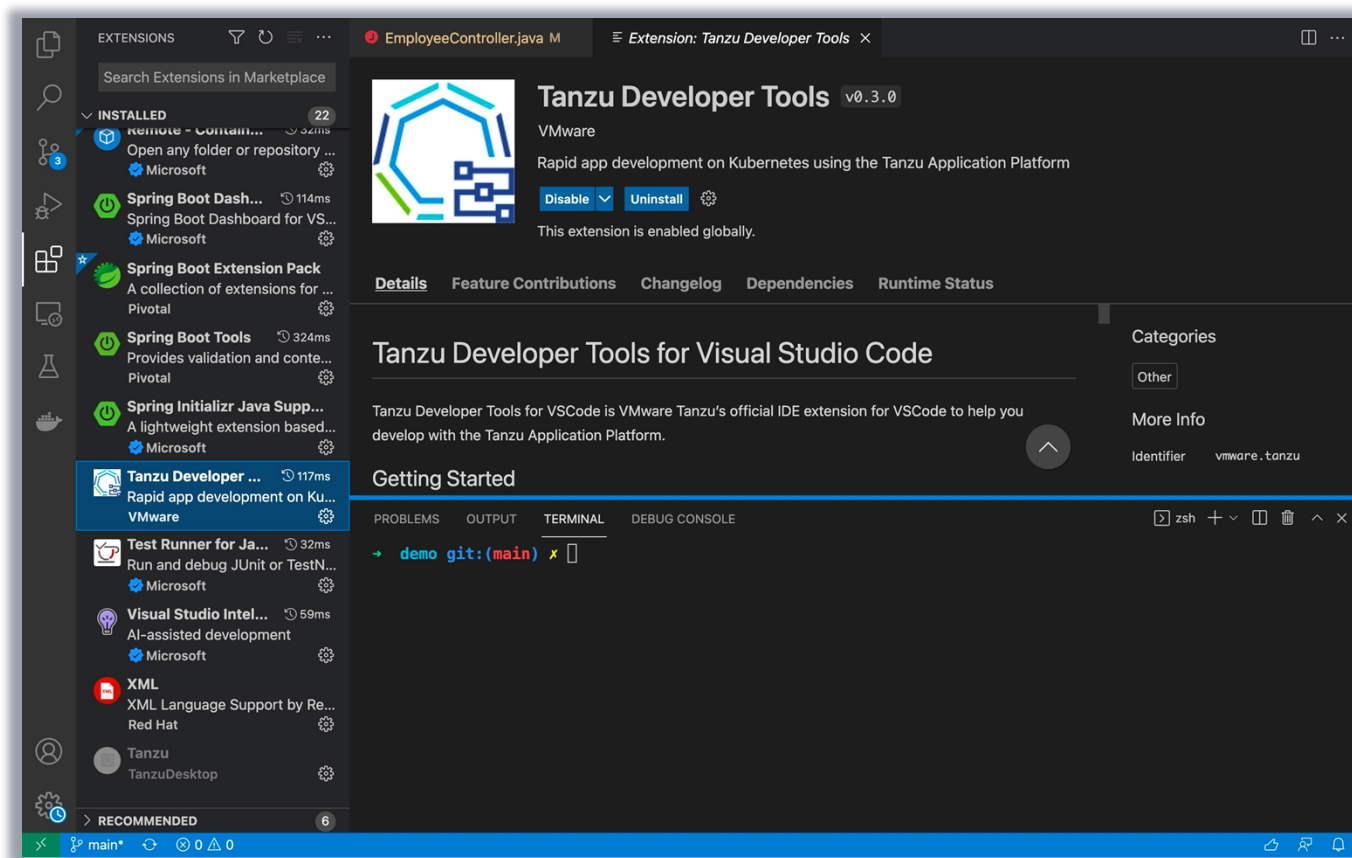 EXTENSIONS
Search Extensions in Marketplace
INSTALLED 22
Remote - Contain... 32ms
Open any folder or repository ...
Microsoft
Spring Boot Dash... 114ms
Spring Boot Dashboard for VS...
Microsoft
Spring Boot Extension Pack
A collection of extensions for ...
Pivotal
Spring Boot Tools 324ms
Provides validation and conte...
Pivotal
Spring Initializr Java Supp...
A lightweight extension based...
Microsoft
Tanzu Developer ... 117ms
Rapid app development on Ku...
VMware
Test Runner for Ja... 32ms
Run and debug JUnit or TestN...
Microsoft
Visual Studio Intel... 59ms
AI-assisted development
Microsoft
XML
XML Language Support by Re...
Red Hat
Tanzu
TanzuDesktop
RECOMMENDED 6
3
EmployeeController.java M
Extension: Tanzu Developer Tools
Tanzu Developer Tools v0.3.0
VMware
Rapid app development on Kubernetes using the Tanzu Application Platform
Disable Uninstall
This extension is enabled globally.
Details Feature Contributions Changelog Dependencies Runtime Status
Tanzu Developer Tools for Visual Studio Code
Tanzu Developer Tools for VSCode is VMware Tanzu's official IDE extension for VSCode to help you
develop with the Tanzu Application Platform.
Getting Started
Categories
Other
More Info
Identifier vmware.tanzu
PROBLEMS OUTPUT TERMINAL DEBUG CONSOLE zsh
→ demo git:(main) ✗
main* 0 0